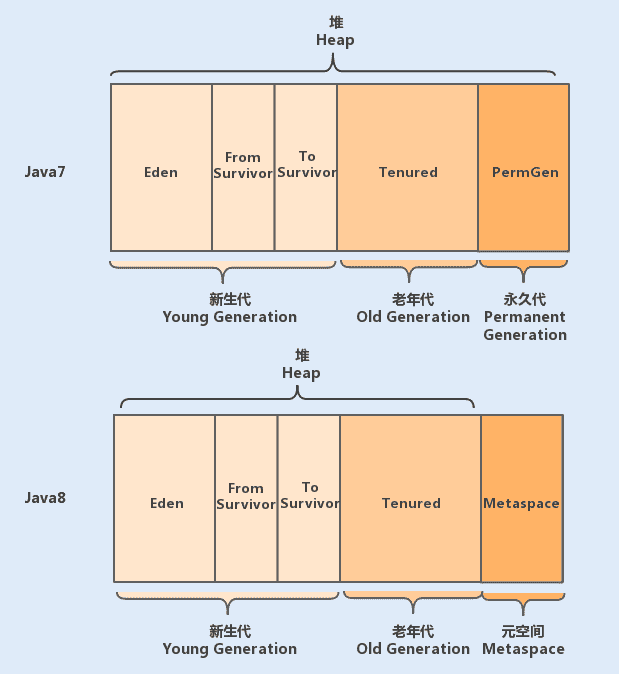 堆
Heap
Java7
Eden
From
Survivor
To
Survivor
Tenured
PermGen
新生代
Young Generation
老年代
Old Generation
永久代
Permanent
Generation
堆
Heap
Java8
Eden
From
Survivor
To
Survivor
Tenured
Metaspace
新生代
Young Generation
老年代
Old Generation
元空间
Metaspace